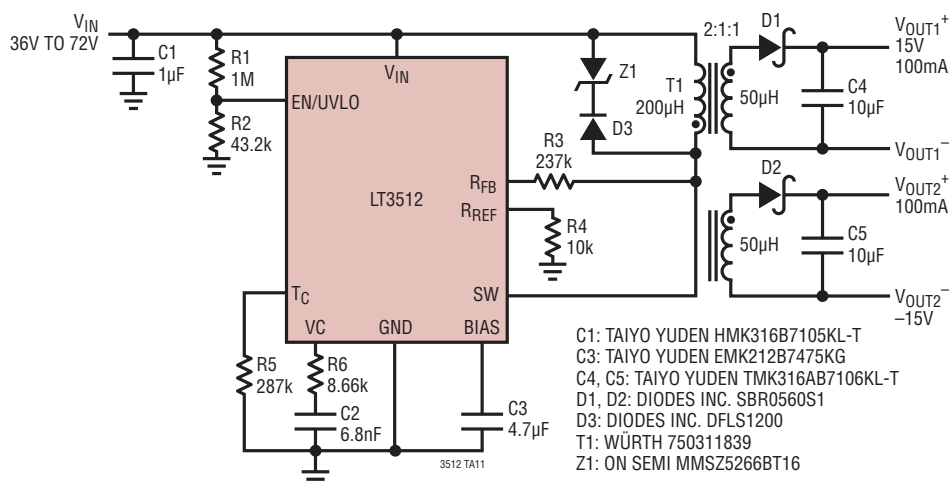 VIN
36V TO 72V
C1
1µF
R1
1M
R2
43.2k
VIN
EN/UVLO
LT3512
RFB
RREF
SW
TC
VC
GND
BIAS
Z1
D3
R3
237k
R4
10k
T1
200µH
2:1:1
50µH
D1
C4
10µF
VOUT1+
15V
100mA
VOUT1–
D2
50µH
C5
10µF
VOUT2+
100mA
VOUT2–
–15V
R5
287k
R6
8.66k
C2
6.8nF
C3
4.7µF
3512 TA11
C1: TAIYO YUDEN HMK316B7105KL-T
C3: TAIYO YUDEN EMK212B7475KG
C4, C5: TAIYO YUDEN TMK316AB7106KL-T
D1, D2: DIODES INC. SBR0560S1
D3: DIODES INC. DFLS1200
T1: WÜRTH 750311839
Z1: ON SEMI MMSZ5266BT16